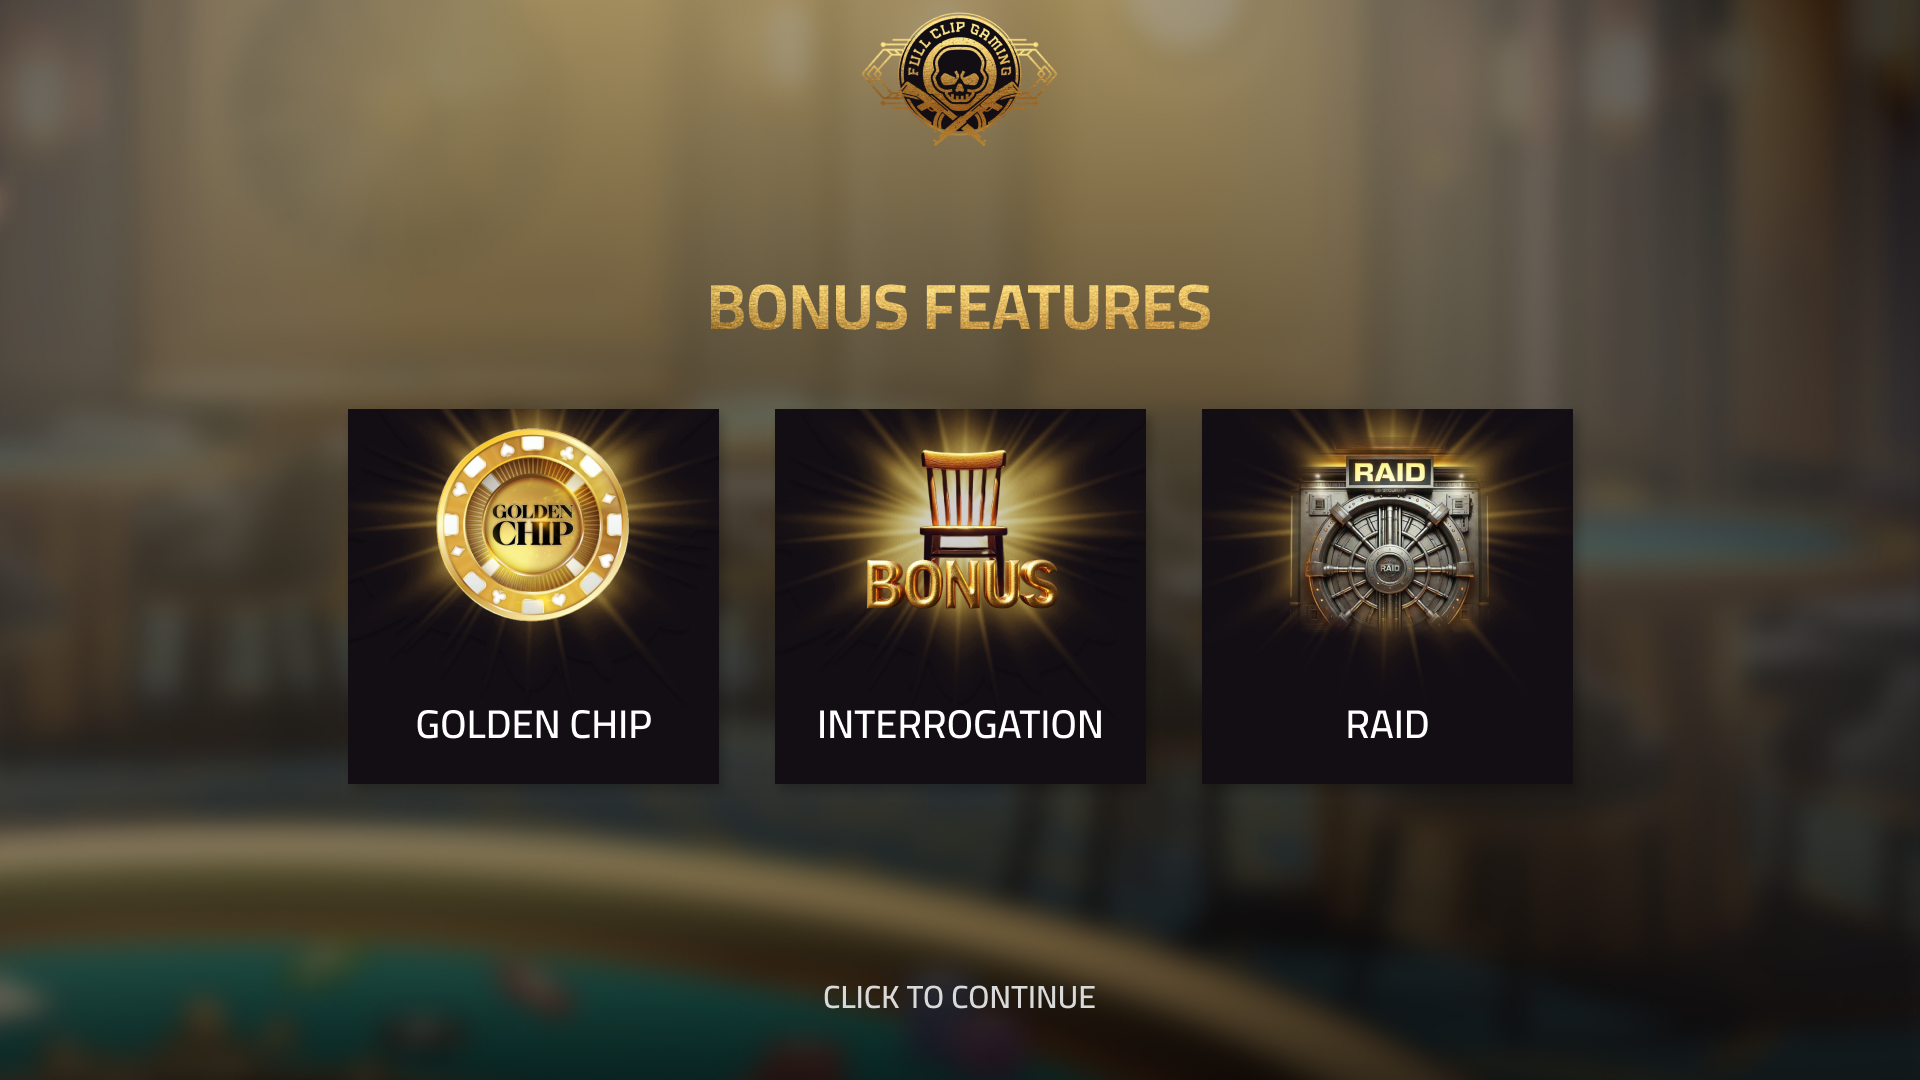 FULL CLIP GAMING
BONUS FEATURES
GOLDEN
CHIP
GOLDEN CHIP
BONUS
INTERROGATION
RAID
RAID
RAID
CLICK TO CONTINUE